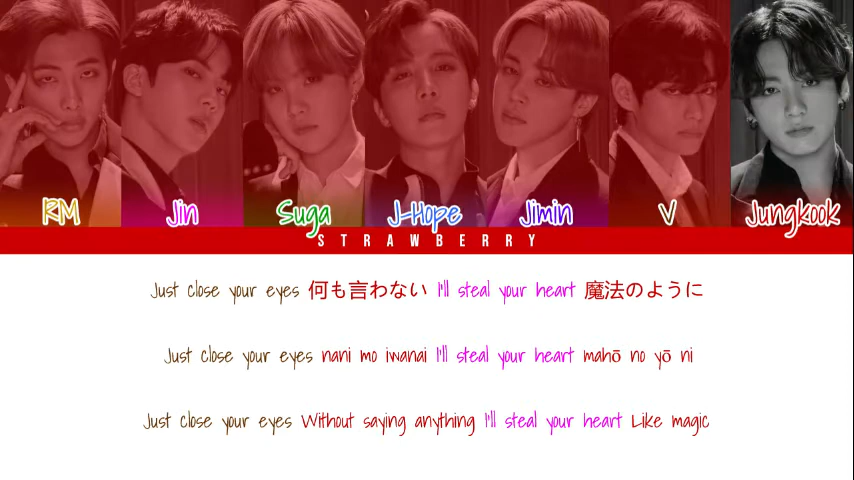 RM Jin Suga J-Hope Jimin V Jungkook
STRAWBERRY
Just close your eyes 何も言わない I'll steal your heart 魔法のように
Just close your eyes nani mo iwanai I'll steal your heart mahō no yō ni
Just close your eyes Without saying anything I'll steal your heart Like magic